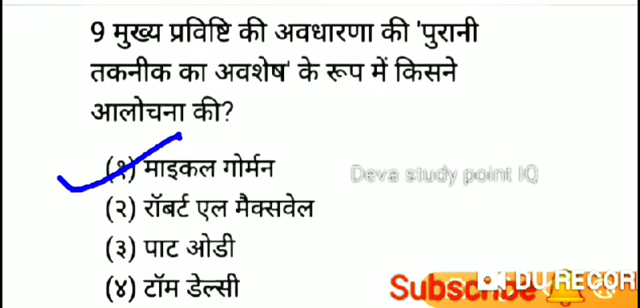 9 मुख्य प्रविष्टि की अवधारणा की 'पुरानी
तकनीक का अवशेष' के रूप में किसने
आलोचना की?
(१) माइकल गोर्मन
Deva study point IQ
(२) रॉबर्ट एल मैक्सवेल
(३) पाट ओडी
(४) टॉम डेल्सी
Subscribe
DU RECOR